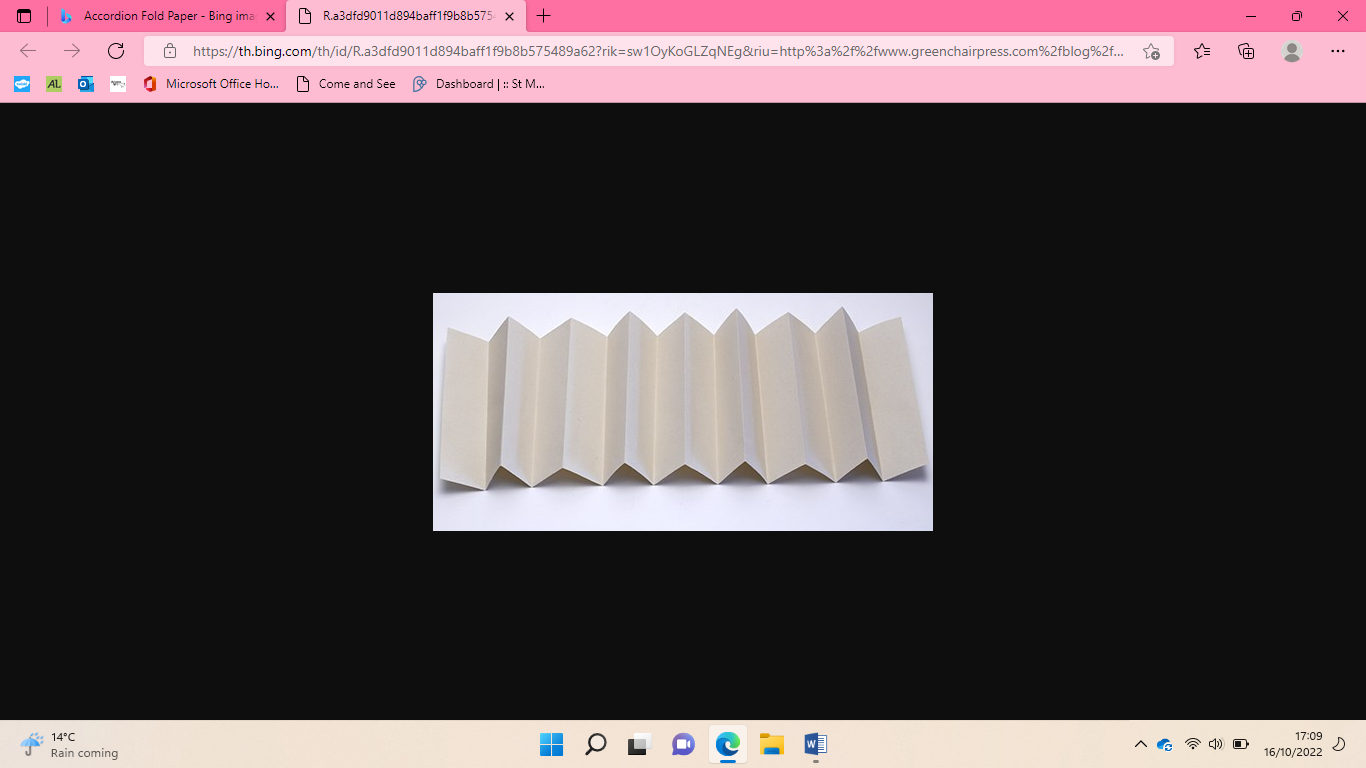 Accordion Fold Paper - Bing ima
R.a3dfd9011d894baff1f9b8b5754
https://th.bing.com/th/id/R.a3dfd9011d894baff1f9b8b575489a62?rik=sw1OyKoGLZqNEg&riu=http%3a%2f%2fwww.greenchairpress.com%2fblog%2f...
AL
Microsoft Office Ho...
Come and See
Dashboard | :: St M...
14°C
Rain coming
17:09
16/10/2022